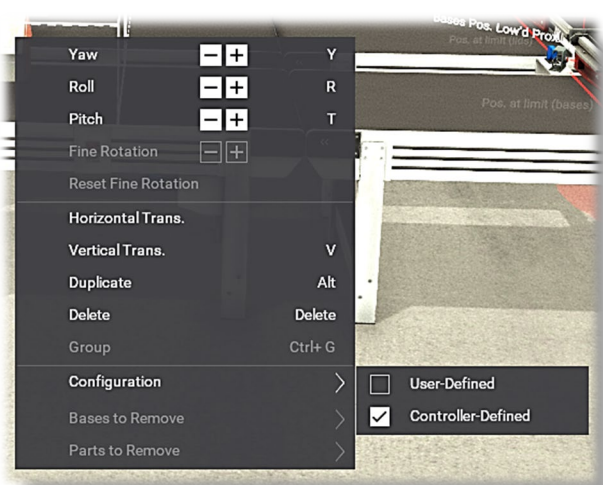 Bases Pos. Low'd Prox
Pos. at limit (lids)
Pos. at limit (bases)
Yaw − + Y
Roll − + R
Pitch − + T
Fine Rotation − +
Reset Fine Rotation
Horizontal Trans.
Vertical Trans. V
Duplicate Alt
Delete Delete
Group Ctrl+ G
Configuration >
User-Defined
Controller-Defined
Bases to Remove >
Parts to Remove >